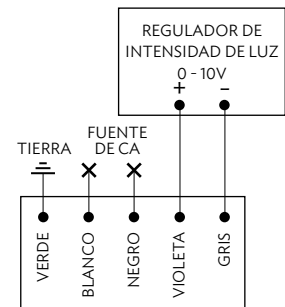 REGULADOR DE
INTENSIDAD DE LUZ
0 - 10V
+ –
FUENTE
DE CA
TIERRA
VERDE
BLANCO
NEGRO
VIOLETA
GRIS